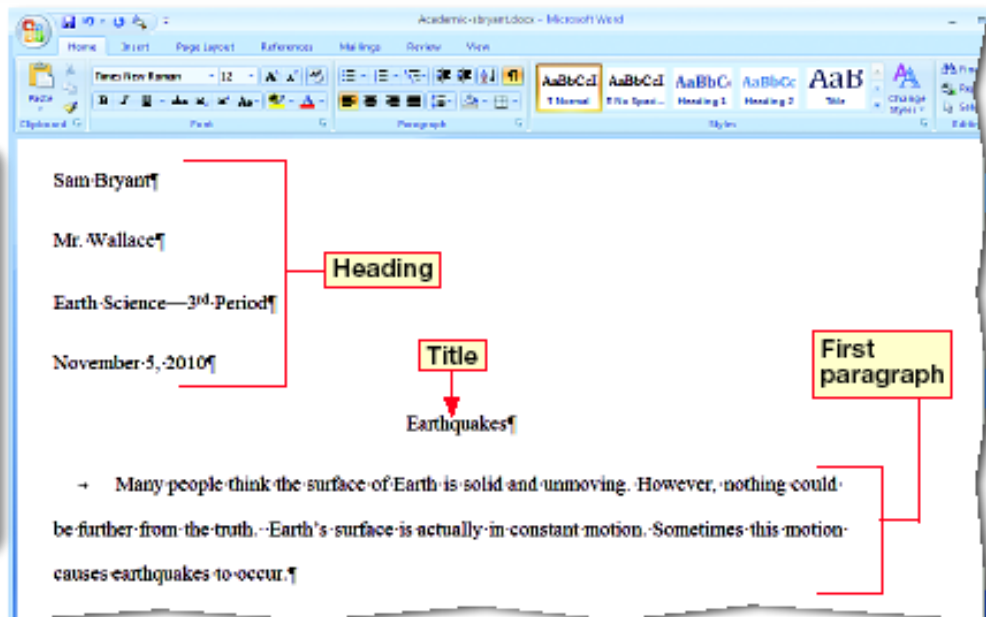 Academic-sbryant.docx - Microsoft Word
Home Insert Page Layout References Mailings Review View
Times New Roman 12
Paste
AaBbCcI AaBbCcI AaBbC AaBbCc AaB
¶ Normal ¶ No Spaci... Heading 1 Heading 2 Title
Change Styles
Clipboard Font Paragraph Styles
Sam·Bryant¶
Mr.·Wallace¶
Heading
Earth·Science—3rd·Period¶
November·5,·2010¶
Title
First
paragraph
Earthquakes¶
→ Many·people·think·the·surface·of·Earth·is·solid·and·unmoving.·However,·nothing·could·
be·further·from·the·truth.··Earth's·surface·is·actually·in·constant·motion.·Sometimes·this·motion·
causes·earthquakes·to·occur.¶